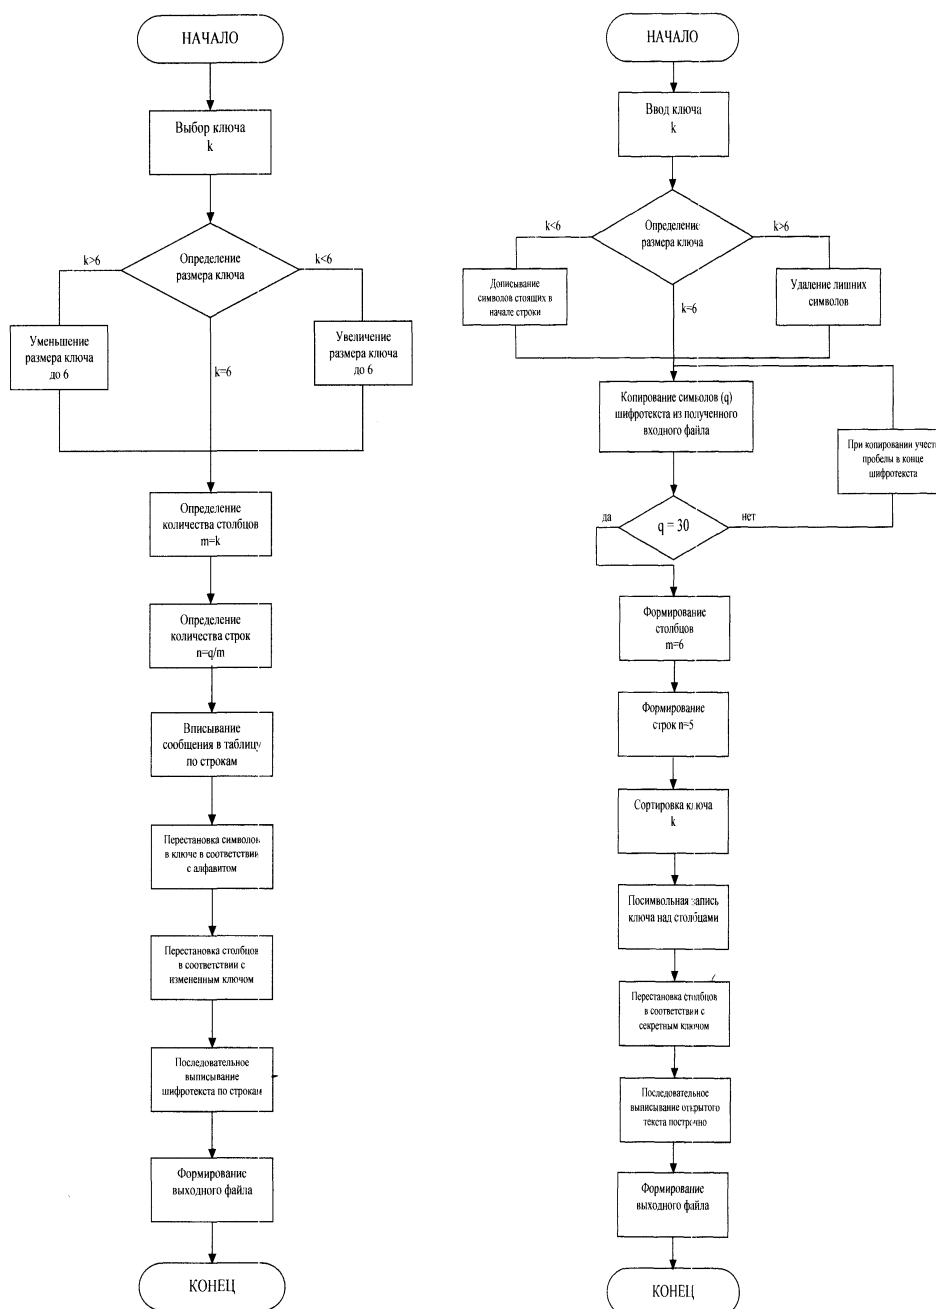 НАЧАЛО
Выбор ключа
k
k>6
Определение
размера ключа
k<6
Уменьшение
размера ключа
до 6
k=6
Увеличение
размера ключа
до 6
Определение
количества столбцов
m=k
Определение
количества строк
n=q/m
Вписывание
сообщения в таблицу
по строкам
Перестановка символов
в ключе в соответствии
с алфавитом
Перестановка столбцов
в соответствии с
измененным ключом
Последовательное
выписывание
шифротекста по строкам
Формирование
выходного файла
КОНЕЦ
НАЧАЛО
Ввод ключа
k
k<6
Определение
размера ключа
k>6
Дописывание
символов стоящих в
начале строки
k=6
Удаление лишних
символов
Копирование символов (q)
шифротекста из полученного
входного файла
При копировании учесть
пробелы в конце
шифротекста
да
q = 30
нет
Формирование
столбцов
m=6
Формирование
строк n=5
Сортировка ключа
k
Посимвольная запись
ключа над столбцами
Перестановка столбцов
в соответствии с
секретным ключом
Последовательное
выписывание открытого
текста построчно
Формирование
выходного файла
КОНЕЦ